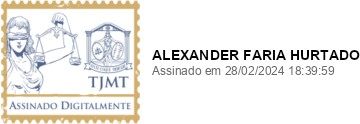 TJMT
ASSINADO DIGITALMENTE
ALEXANDER FARIA HURTADO
Assinado em 28/02/2024 18:39:59